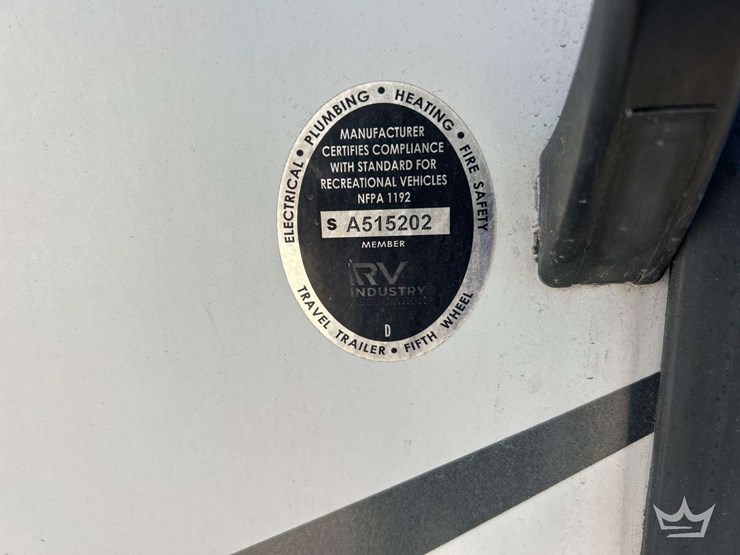 ELECTRICAL • PLUMBING • HEATING • FIRE SAFETY
MANUFACTURER
CERTIFIES COMPLIANCE
WITH STANDARD FOR
RECREATIONAL VEHICLES
NFPA 1192
S A515202
MEMBER
RV
INDUSTRY
D
TRAVEL TRAILER • FIFTH WHEEL